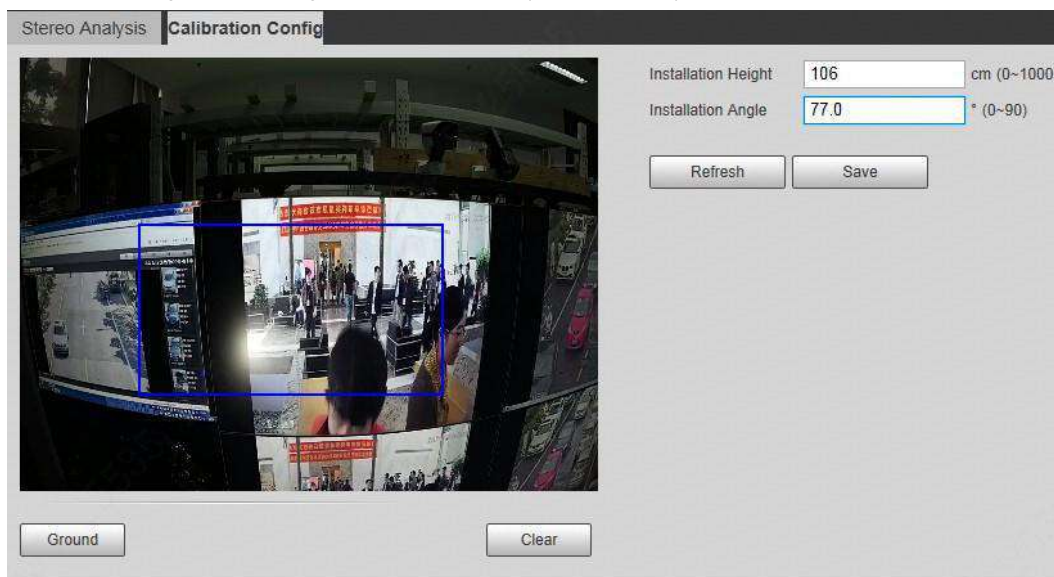 Stereo Analysis Calibration Config
Installation Height 106 cm (0~1000
Installation Angle 77.0 ° (0~90)
Refresh Save
Ground Clear